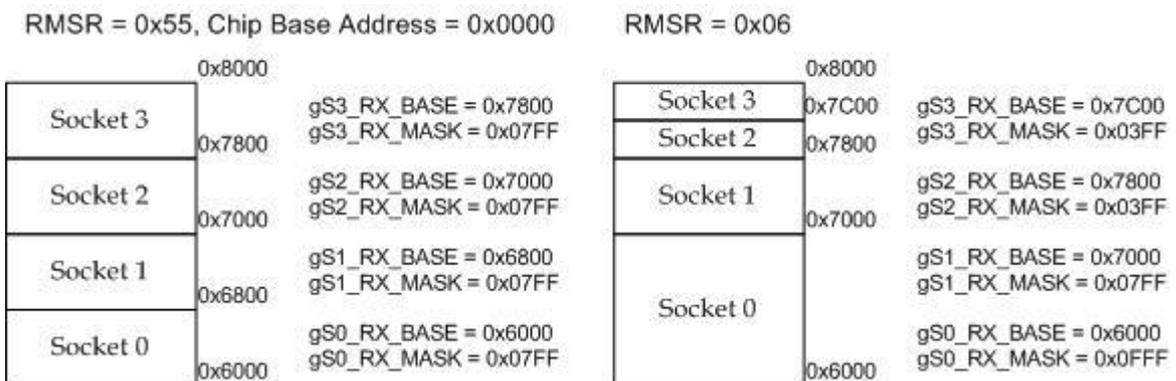 RMSR = 0x55, Chip Base Address = 0x0000
0x8000
Socket 3
gS3_RX_BASE = 0x7800
gS3_RX_MASK = 0x07FF
0x7800
Socket 2
gS2_RX_BASE = 0x7000
gS2_RX_MASK = 0x07FF
0x7000
Socket 1
gS1_RX_BASE = 0x6800
gS1_RX_MASK = 0x07FF
0x6800
Socket 0
gS0_RX_BASE = 0x6000
gS0_RX_MASK = 0x07FF
0x6000
RMSR = 0x06
0x8000
Socket 3
0x7C00
gS3_RX_BASE = 0x7C00
gS3_RX_MASK = 0x03FF
Socket 2
0x7800
gS2_RX_BASE = 0x7800
gS2_RX_MASK = 0x03FF
Socket 1
0x7000
gS1_RX_BASE = 0x7000
gS1_RX_MASK = 0x07FF
Socket 0
gS0_RX_BASE = 0x6000
gS0_RX_MASK = 0x0FFF
0x6000